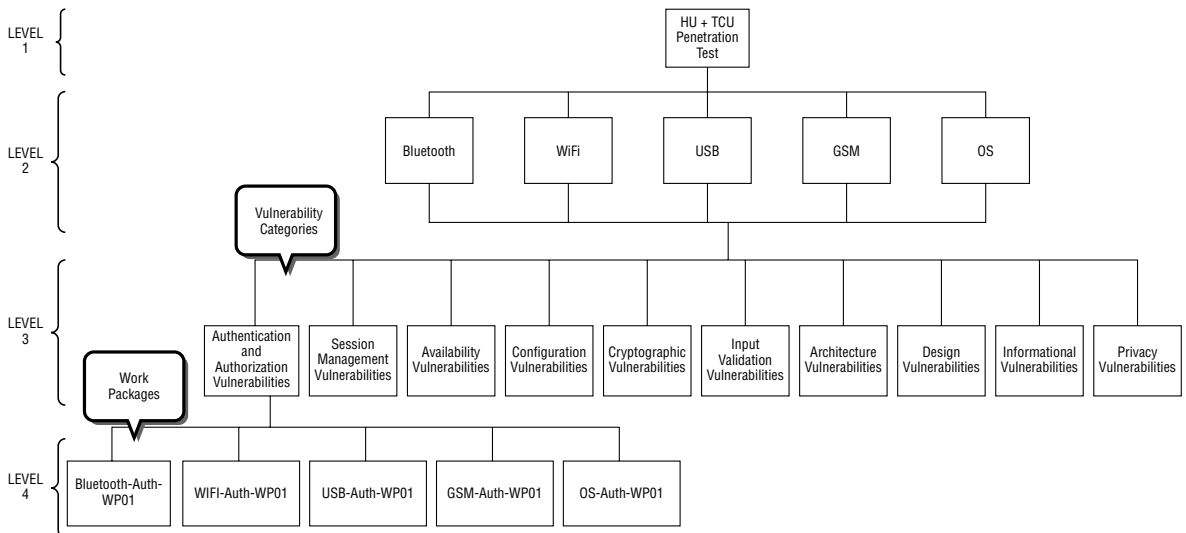 LEVEL
1
HU + TCU
Penetration
Test
LEVEL
2
Bluetooth
WiFi
USB
GSM
OS
Vulnerability
Categories
LEVEL
3
Authentication
and
Authorization
Vulnerabilities
Session
Management
Vulnerabilities
Availability
Vulnerabilities
Configuration
Vulnerabilities
Cryptographic
Vulnerabilities
Input
Validation
Vulnerabilities
Architecture
Vulnerabilities
Design
Vulnerabilities
Informational
Vulnerabilities
Privacy
Vulnerabilities
Work
Packages
LEVEL
4
Bluetooth-Auth-
WP01
WIFI-Auth-WP01
USB-Auth-WP01
GSM-Auth-WP01
OS-Auth-WP01